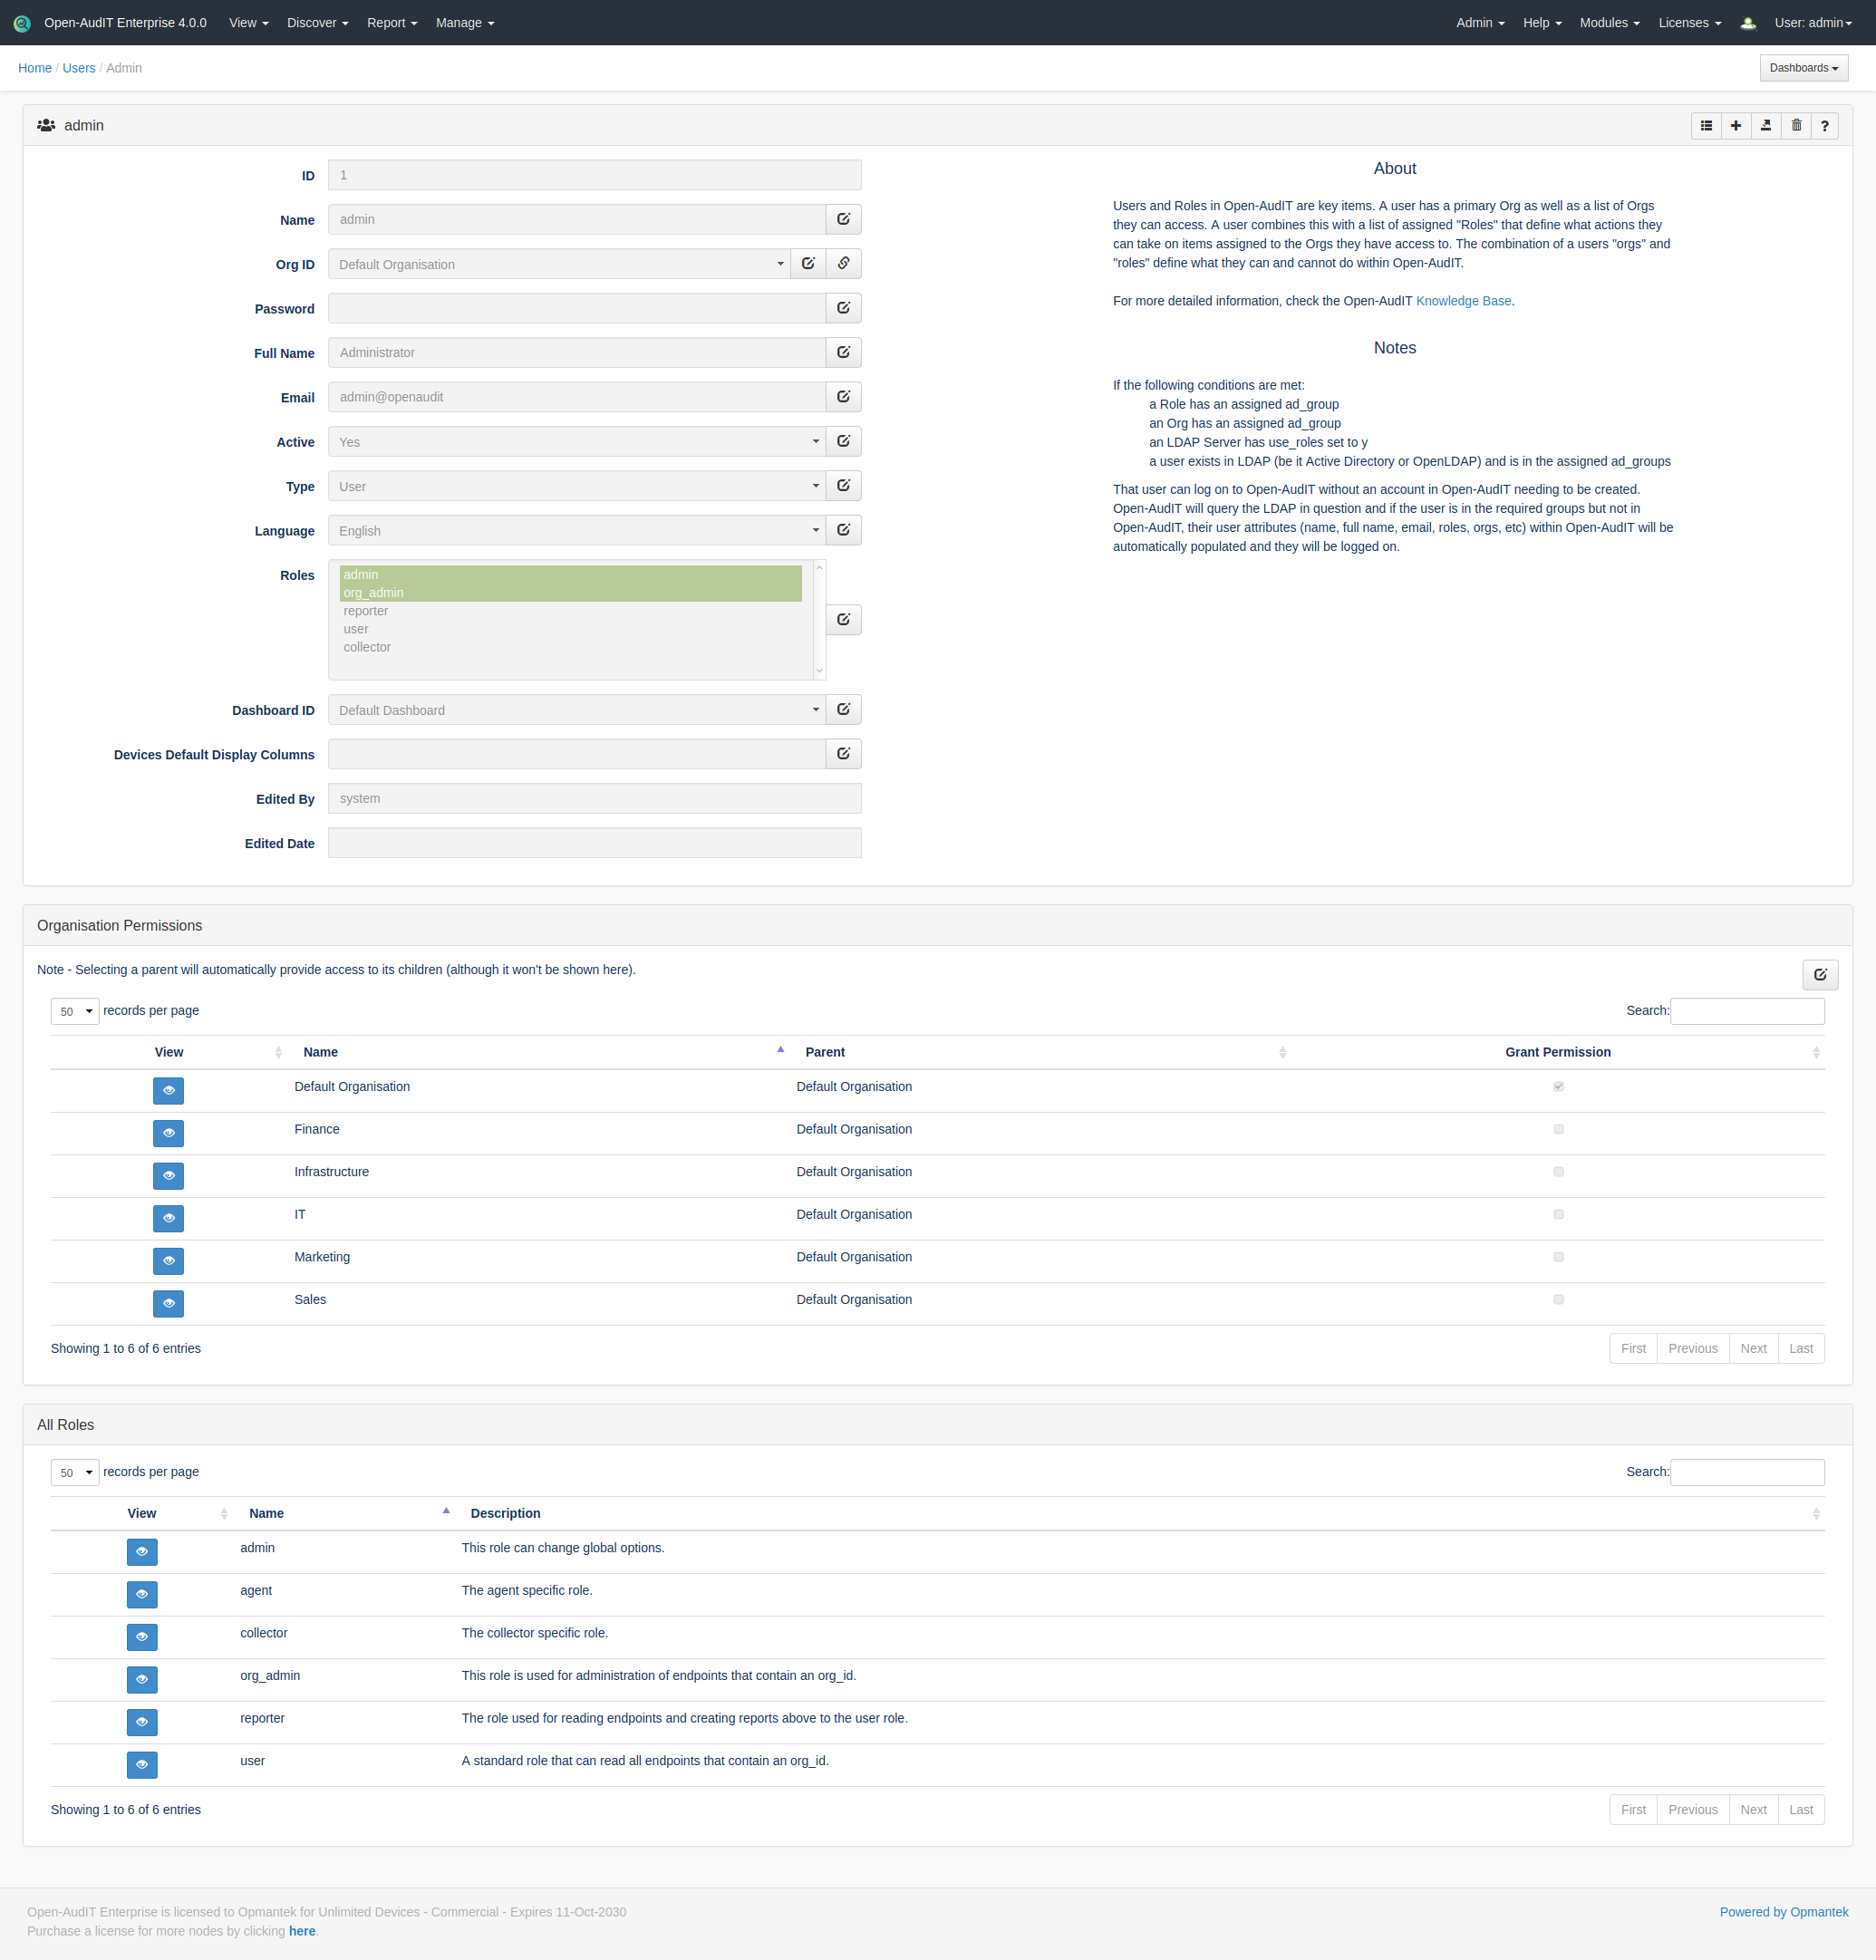 Open-AudIT Enterprise 4.0.0 View Discover Report Manage Admin Help Modules Licenses User: admin
Home / Users / Admin Dashboards
admin ?
ID 1
Name admin
Org ID Default Organisation
Password
Full Name Administrator
Email admin@openaudit
Active Yes
Type User
Language English
Roles admin
org_admin
reporter
user
collector
Dashboard ID Default Dashboard
Devices Default Display Columns
Edited By system
Edited Date
About
Users and Roles in Open-AudIT are key items. A user has a primary Org as well as a list of Orgs
they can access. A user combines this with a list of assigned "Roles" that define what actions they
can take on items assigned to the Orgs they have access to. The combination of a users "orgs" and
"roles" define what they can and cannot do within Open-AudIT.
For more detailed information, check the Open-AudIT Knowledge Base.
Notes
If the following conditions are met:
a Role has an assigned ad_group
an Org has an assigned ad_group
an LDAP Server has use_roles set to y
a user exists in LDAP (be it Active Directory or OpenLDAP) and is in the assigned ad_groups
That user can log on to Open-AudIT without an account in Open-AudIT needing to be created.
Open-AudIT will query the LDAP in question and if the user is in the required groups but not in
Open-AudIT, their user attributes (name, full name, email, roles, orgs, etc) within Open-AudIT will be
automatically populated and they will be logged on.
Organisation Permissions
Note - Selecting a parent will automatically provide access to its children (although it won't be shown here).
50 records per page Search:
View Name Parent Grant Permission
Default Organisation Default Organisation
Finance Default Organisation
Infrastructure Default Organisation
IT Default Organisation
Marketing Default Organisation
Sales Default Organisation
Showing 1 to 6 of 6 entries First Previous Next Last
All Roles
50 records per page Search:
View Name Description
admin This role can change global options.
agent The agent specific role.
collector The collector specific role.
org_admin This role is used for administration of endpoints that contain an org_id.
reporter The role used for reading endpoints and creating reports above to the user role.
user A standard role that can read all endpoints that contain an org_id.
Showing 1 to 6 of 6 entries First Previous Next Last
Open-AudIT Enterprise is licensed to Opmantek for Unlimited Devices - Commercial - Expires 11-Oct-2030 Powered by Opmantek
Purchase a license for more nodes by clicking here.